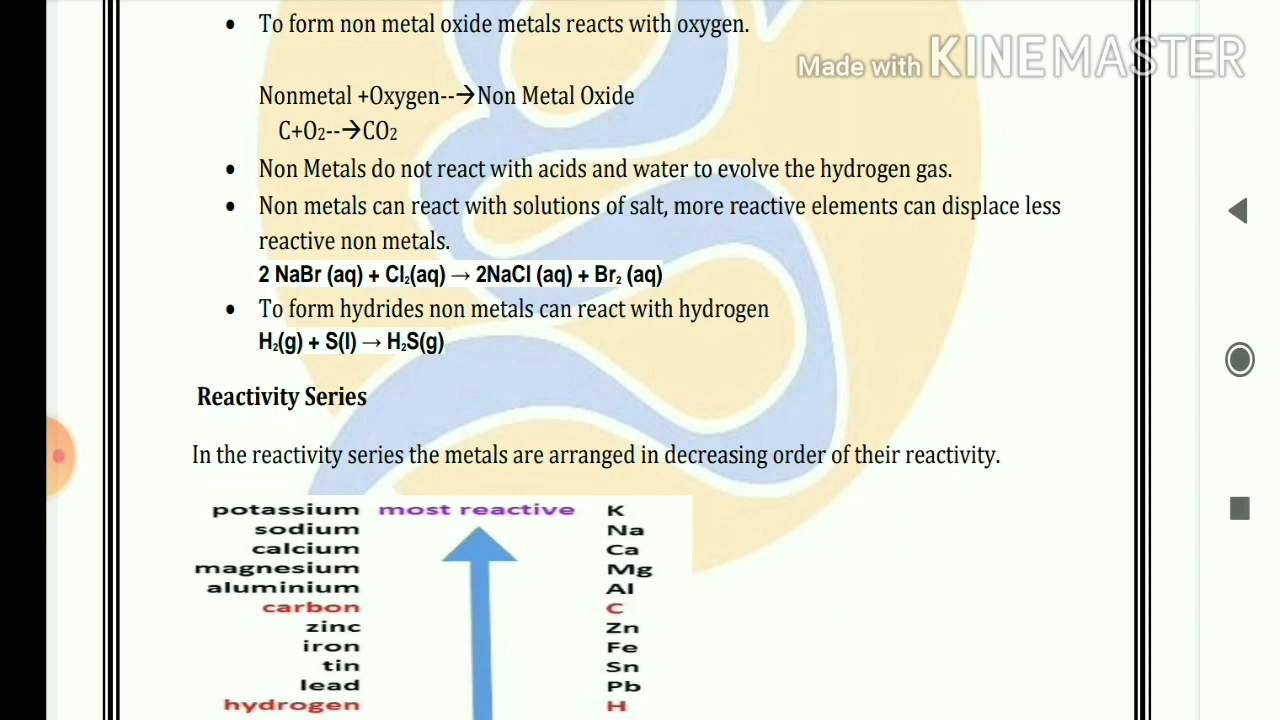 • To form non metal oxide metals reacts with oxygen.
Made with KINEMASTER
Nonmetal +Oxygen--→Non Metal Oxide
C+O2--→CO2
• Non Metals do not react with acids and water to evolve the hydrogen gas.
• Non metals can react with solutions of salt, more reactive elements can displace less
reactive non metals.
2 NaBr (aq) + Cl₂(aq) → 2NaCl (aq) + Br₂ (aq)
• To form hydrides non metals can react with hydrogen
H₂(g) + S(l) → H₂S(g)
Reactivity Series
In the reactivity series the metals are arranged in decreasing order of their reactivity.
potassium most reactive K
sodium Na
calcium Ca
magnesium Mg
aluminium Al
carbon C
zinc Zn
iron Fe
tin Sn
lead Pb
hydrogen H